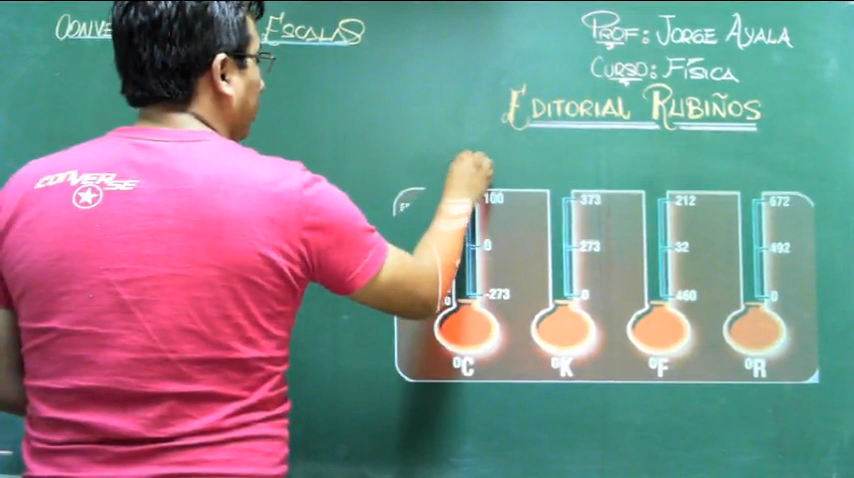 CONVE ESCALAS
PROF: JORGE AYALA
CURSO: FÍSICA
EDITORIAL RUBIÑOS
CONVERSE
100 373 212 672
0 273 32 492
-273 0 460 0
°C °K °F °R